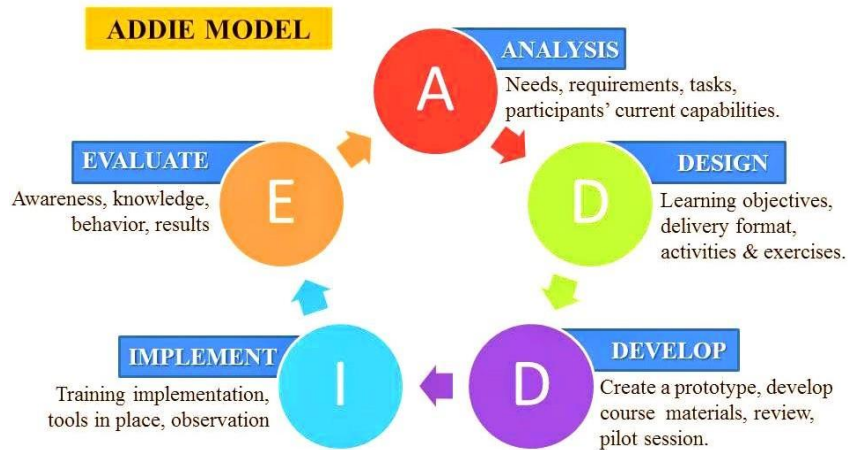 ADDIE MODEL
A
ANALYSIS
Needs, requirements, tasks,
participants’ current capabilities.
D
DESIGN
Learning objectives,
delivery format,
activities & exercises.
D
DEVELOP
Create a prototype, develop
course materials, review,
pilot session.
I
IMPLEMENT
Training implementation,
tools in place, observation
E
EVALUATE
Awareness, knowledge,
behavior, results